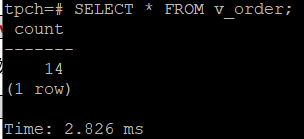 tpch=# SELECT * FROM v_order;
count
-------
14
(1 row)
Time: 2.826 ms